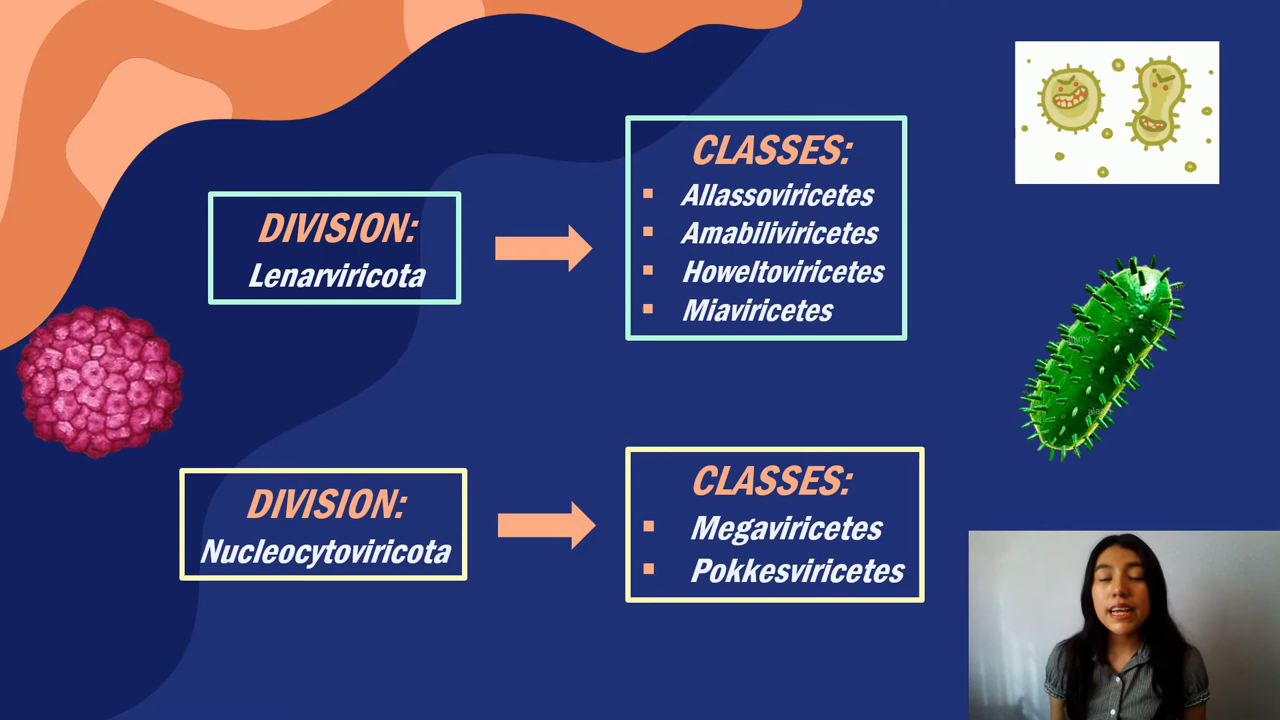 DIVISION:
Lenarviricota
CLASSES:
Allassoviricetes
Amabiliviricetes
Howeltoviricetes
Miaviricetes
DIVISION:
Nucleocytoviricota
CLASSES:
Megaviricetes
Pokkesviricetes